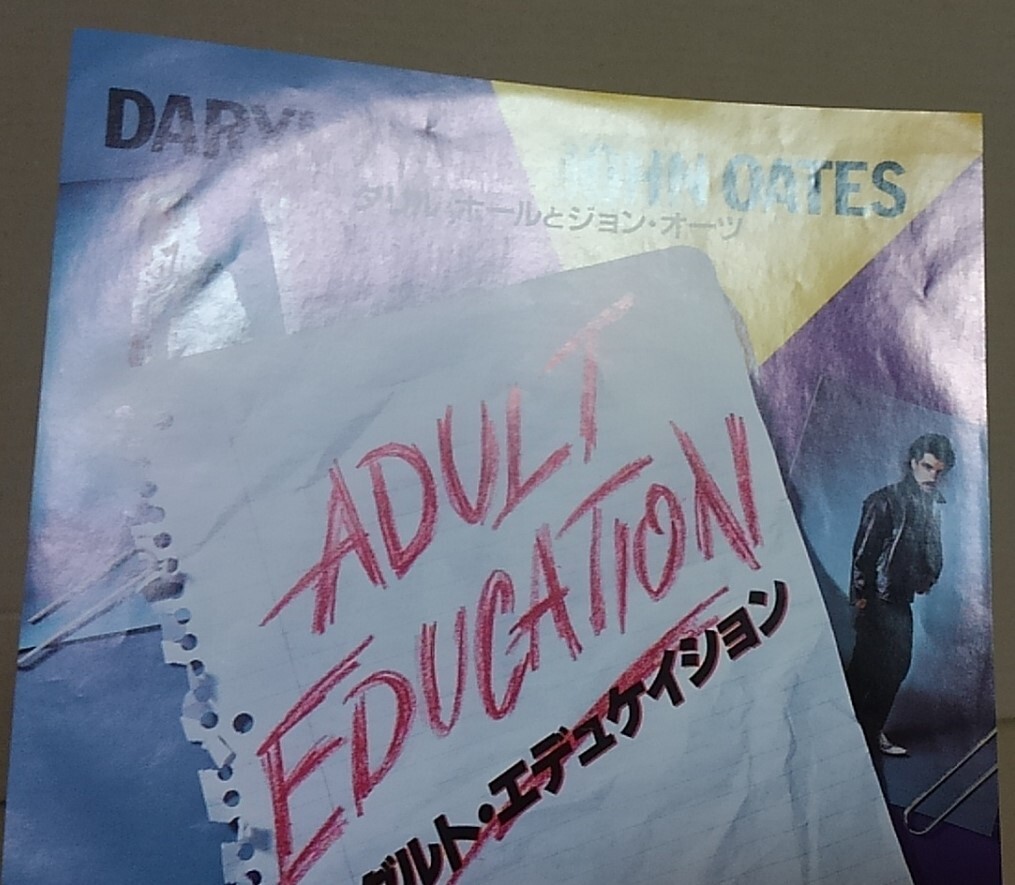 DARY JOHN OATES
ダリル・ホールとジョン・オーツ
ADULT
EDUCATION
ダルト・エデュケイション